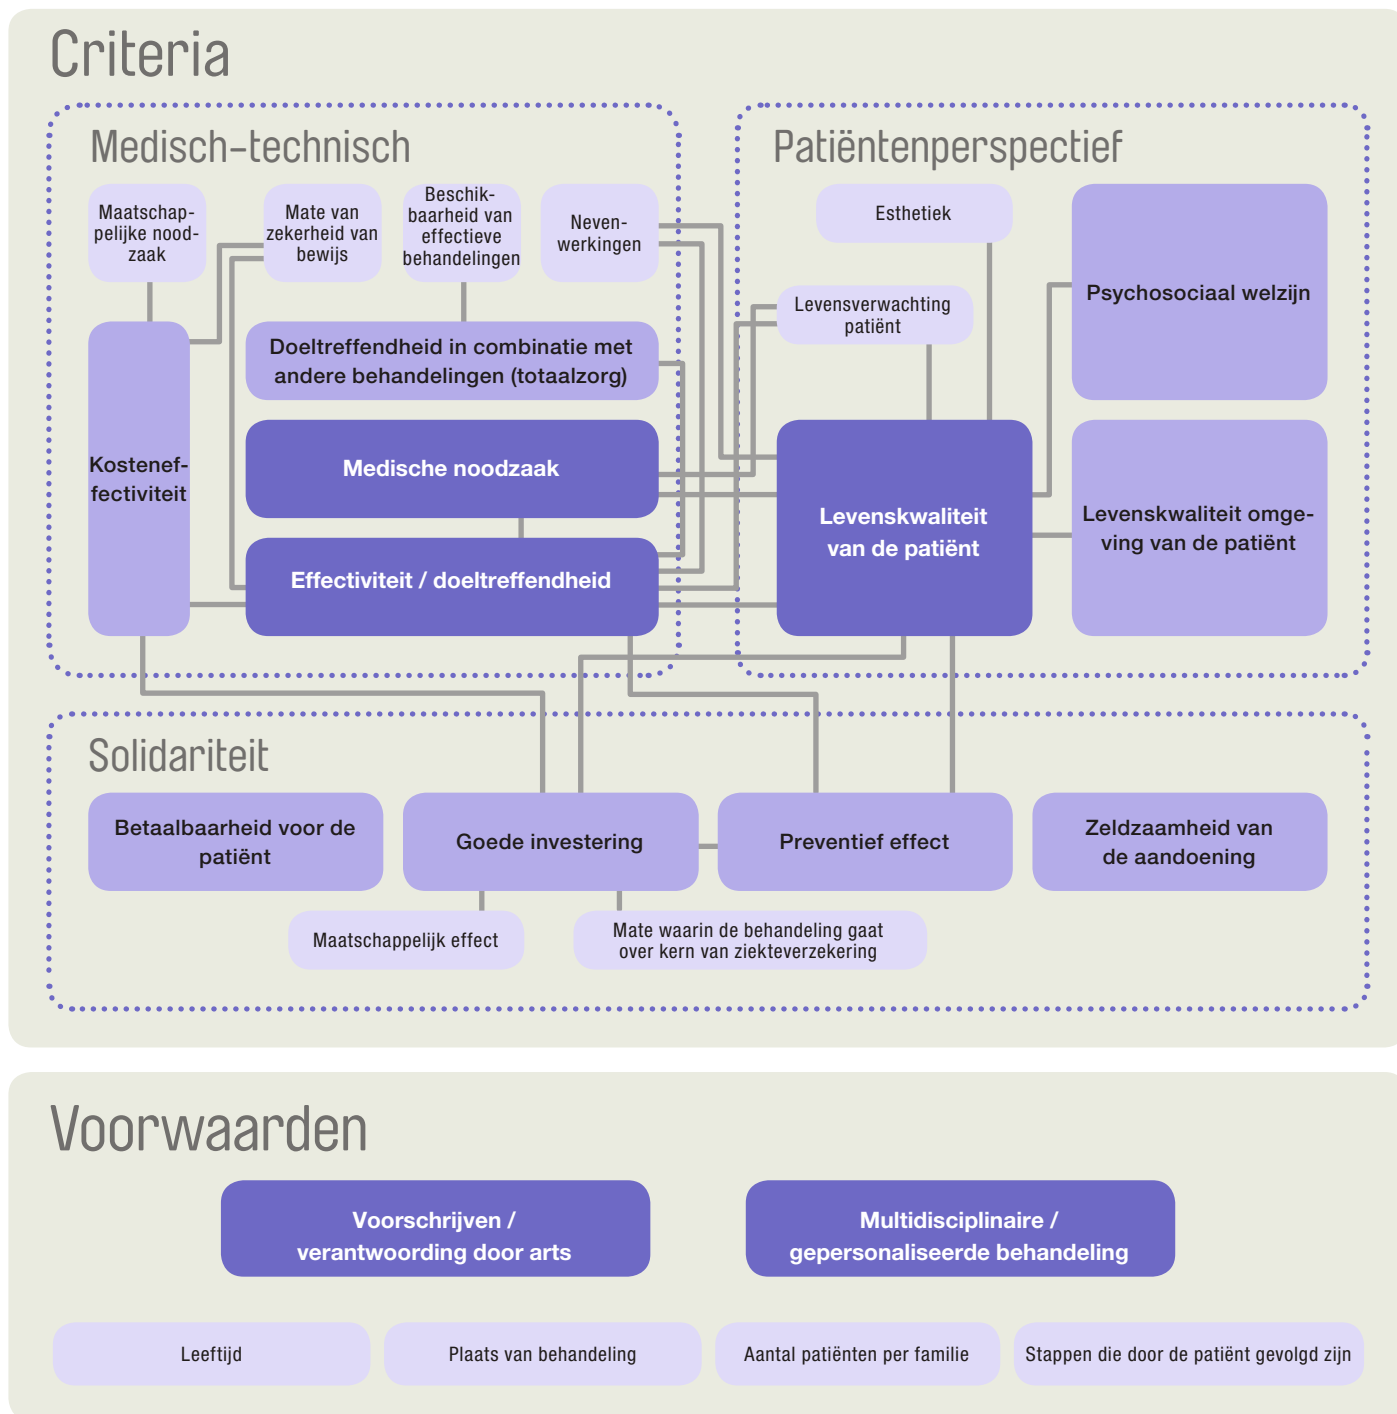 Criteria
Medisch-technisch
Maatschap-
pelijke nood-
zaak
Mate van
zekerheid van
bewijs
Beschik-
baarheid van
effectieve
behandelingen
Neven-
werkingen
Doeltreffendheid in combinatie met
andere behandelingen (totaalzorg)
Kostenef-
fectiviteit
Medische noodzaak
Effectiviteit / doeltreffendheid
Patiëntenperspectief
Esthetiek
Levensverwachting
patiënt
Psychosociaal welzijn
Levenskwaliteit
van de patiënt
Levenskwaliteit omge-
ving van de patiënt
Solidariteit
Betaalbaarheid voor de
patiënt
Goede investering
Preventief effect
Zeldzaamheid van
de aandoening
Maatschappelijk effect
Mate waarin de behandeling gaat
over kern van ziekteverzekering
Voorwaarden
Voorschrijven /
verantwoording door arts
Multidisciplinaire /
gepersonaliseerde behandeling
Leeftijd
Plaats van behandeling
Aantal patiënten per familie
Stappen die door de patiënt gevolgd zijn